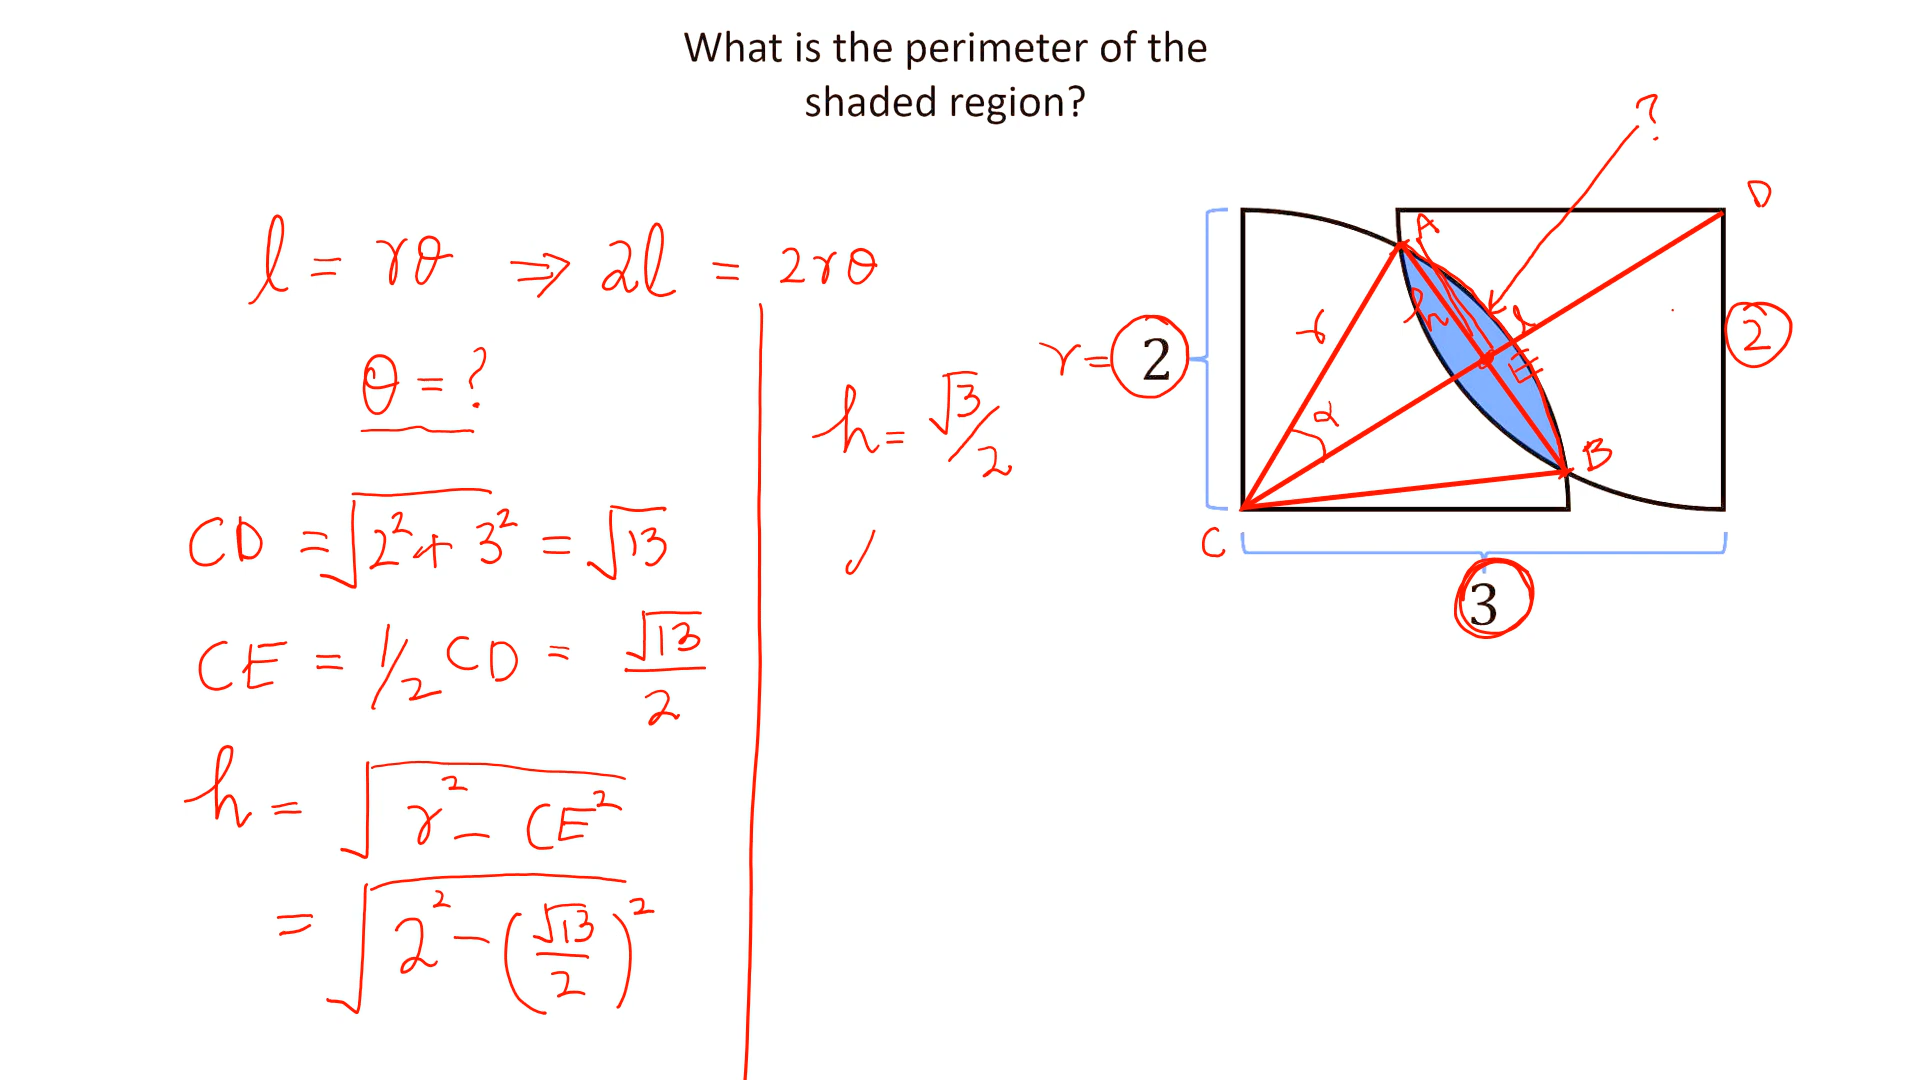 What is the perimeter of the
shaded region?
l = rθ ⇒ 2l = 2rθ
θ = ?
CD = √(2² + 3²) = √13
CE = 1/2 CD = √13/2
h = √(r² - CE²)
= √(2² - (√13/2)²)
h = √3/2
✓
?
D
A
r
h
E
2
r = 2
α
B
C
3